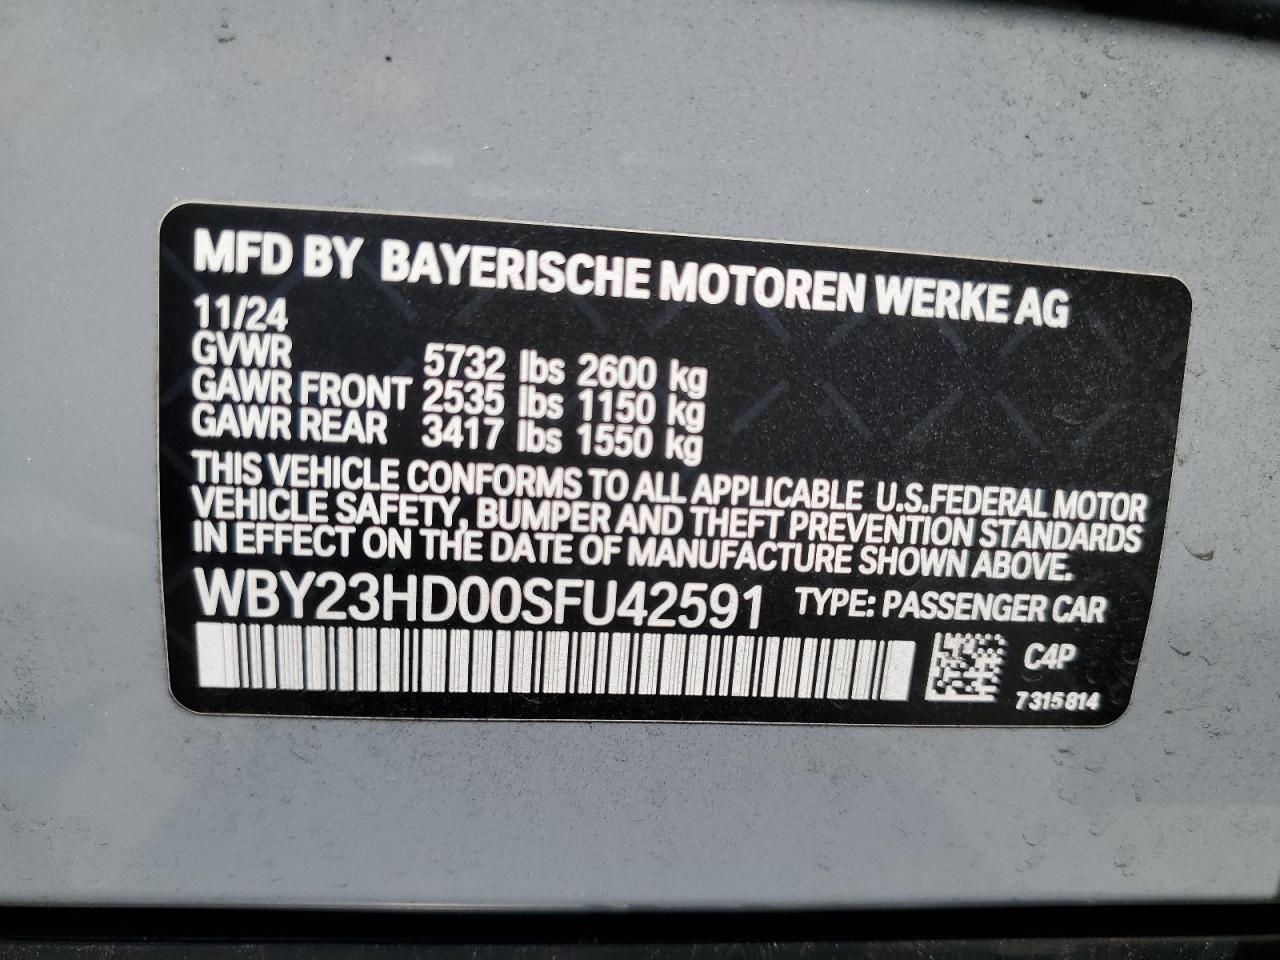 MFD BY BAYERISCHE MOTOREN WERKE AG
11/24
GVWR 5732 lbs 2600 kg
GAWR FRONT 2535 lbs 1150 kg
GAWR REAR 3417 lbs 1550 kg
THIS VEHICLE CONFORMS TO ALL APPLICABLE U.S.FEDERAL MOTOR
VEHICLE SAFETY, BUMPER AND THEFT PREVENTION STANDARDS
IN EFFECT ON THE DATE OF MANUFACTURE SHOWN ABOVE.
WBY23HD00SFU42591 TYPE: PASSENGER CAR
C4P
7315814